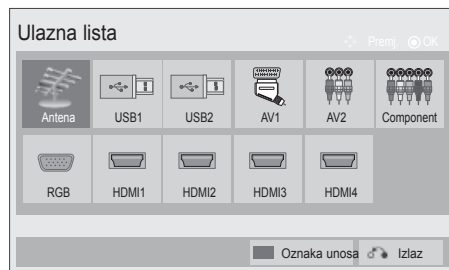 Ulazna lista
Premj. OK
Antena USB1 USB2 AV1 AV2 Component
RGB HDMI1 HDMI2 HDMI3 HDMI4
Oznaka unosa Izlaz